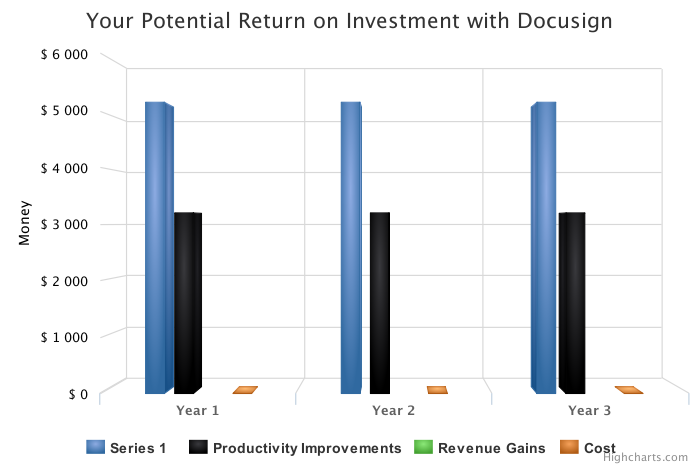 Your Potential Return on Investment with Docusign
$ 6 000
$ 5 000
$ 4 000
$ 3 000
$ 2 000
$ 1 000
$ 0
Money
Year 1 Year 2 Year 3
Series 1 Productivity Improvements Revenue Gains Cost
Highcharts.com